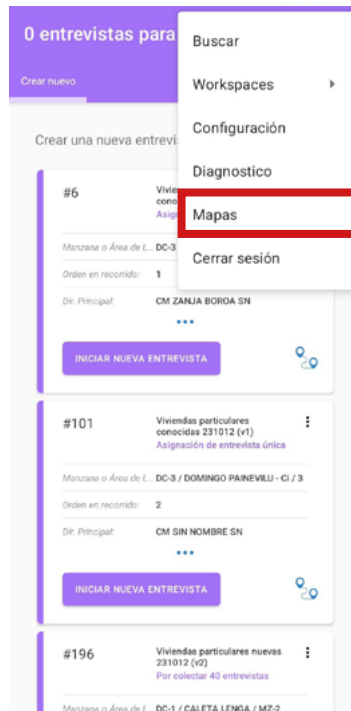 0 entrevistas para
Buscar
Crear nuevo
Workspaces
Configuración
Crear una nueva
Diagnostico
#6
Mapas
Manzana o Área de t... DC-3
Cerrar sesión
Orden en recorrido: 1
Dir. Principal: CM ZANJA BOROA SN
INICIAR NUEVA ENTREVISTA
#101
Viviendas particulares
conocidas 231012 (v1)
Asignación de entrevista única
Manzana o Área de t... DC-3 / DOMINGO PAINEVILU - Ci / 3
Orden en recorrido: 2
Dir. Principal: CM SIN NOMBRE SN
INICIAR NUEVA ENTREVISTA
#196
Viviendas particulares nuevas
231012 (v2)
Por colectar 40 entrevistas
Manzana o Área de t... DC-1 / CALETA LENGA / MZ-2